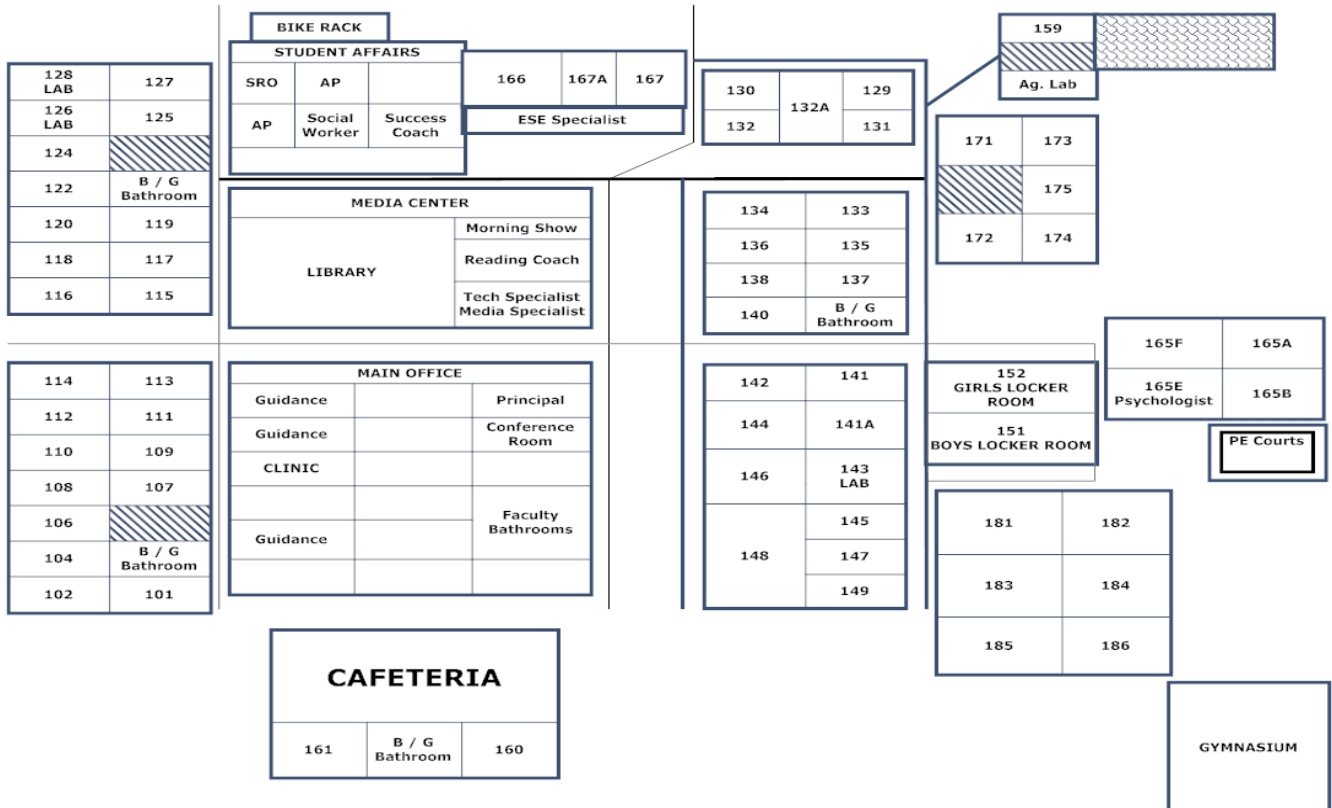 BIKE RACK
STUDENT AFFAIRS
SRO
AP
AP
Social
Worker
Success
Coach
166
167A
167
ESE Specialist
128
LAB
127
126
LAB
125
124
122
B / G
Bathroom
120
119
118
117
116
115
130
132A
129
132
131
159
Ag. Lab
171
173
175
172
174
MEDIA CENTER
LIBRARY
Morning Show
Reading Coach
Tech Specialist
Media Specialist
134
133
136
135
138
137
140
B / G
Bathroom
165F
165A
165E
Psychologist
165B
PE Courts
114
113
112
111
110
109
108
107
106
104
B / G
Bathroom
102
101
MAIN OFFICE
Guidance
Principal
Guidance
Conference
Room
CLINIC
Faculty
Bathrooms
Guidance
142
141
144
141A
146
143
LAB
148
145
147
149
152
GIRLS LOCKER
ROOM
151
BOYS LOCKER ROOM
181
182
183
184
185
186
CAFETERIA
161
B / G
Bathroom
160
GYMNASIUM